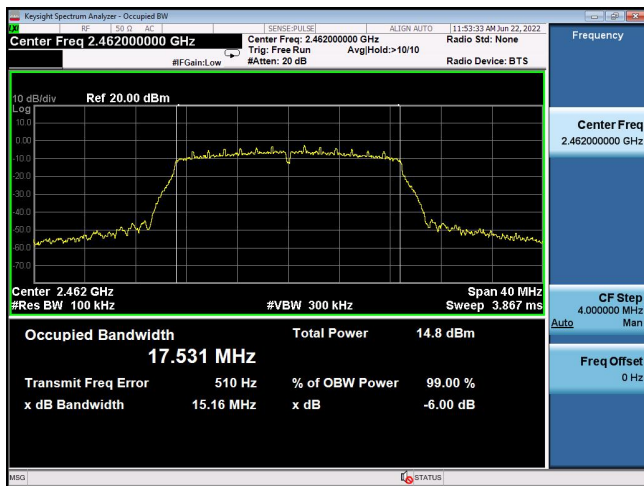 Keysight Spectrum Analyzer - Occupied BW
LXI RF 50 Ω AC SENSE:PULSE ALIGN AUTO 11:53:33 AM Jun 22, 2022
Center Freq 2.462000000 GHz
Center Freq: 2.462000000 GHz
Radio Std: None
Trig: Free Run Avg|Hold:>10/10
#IFGain:Low #Atten: 20 dB Radio Device: BTS
Frequency
10 dB/div Ref 20.00 dBm
Log
10.0
0.00
-10.0
-20.0
-30.0
-40.0
-50.0
-60.0
-70.0
Center 2.462 GHz Span 40 MHz
#Res BW 100 kHz #VBW 300 kHz Sweep 3.867 ms
Occupied Bandwidth Total Power 14.8 dBm
17.531 MHz
Transmit Freq Error 510 Hz % of OBW Power 99.00 %
x dB Bandwidth 15.16 MHz x dB -6.00 dB
Center Freq
2.462000000 GHz
CF Step
4.000000 MHz
Auto Man
Freq Offset
0 Hz
MSG STATUS